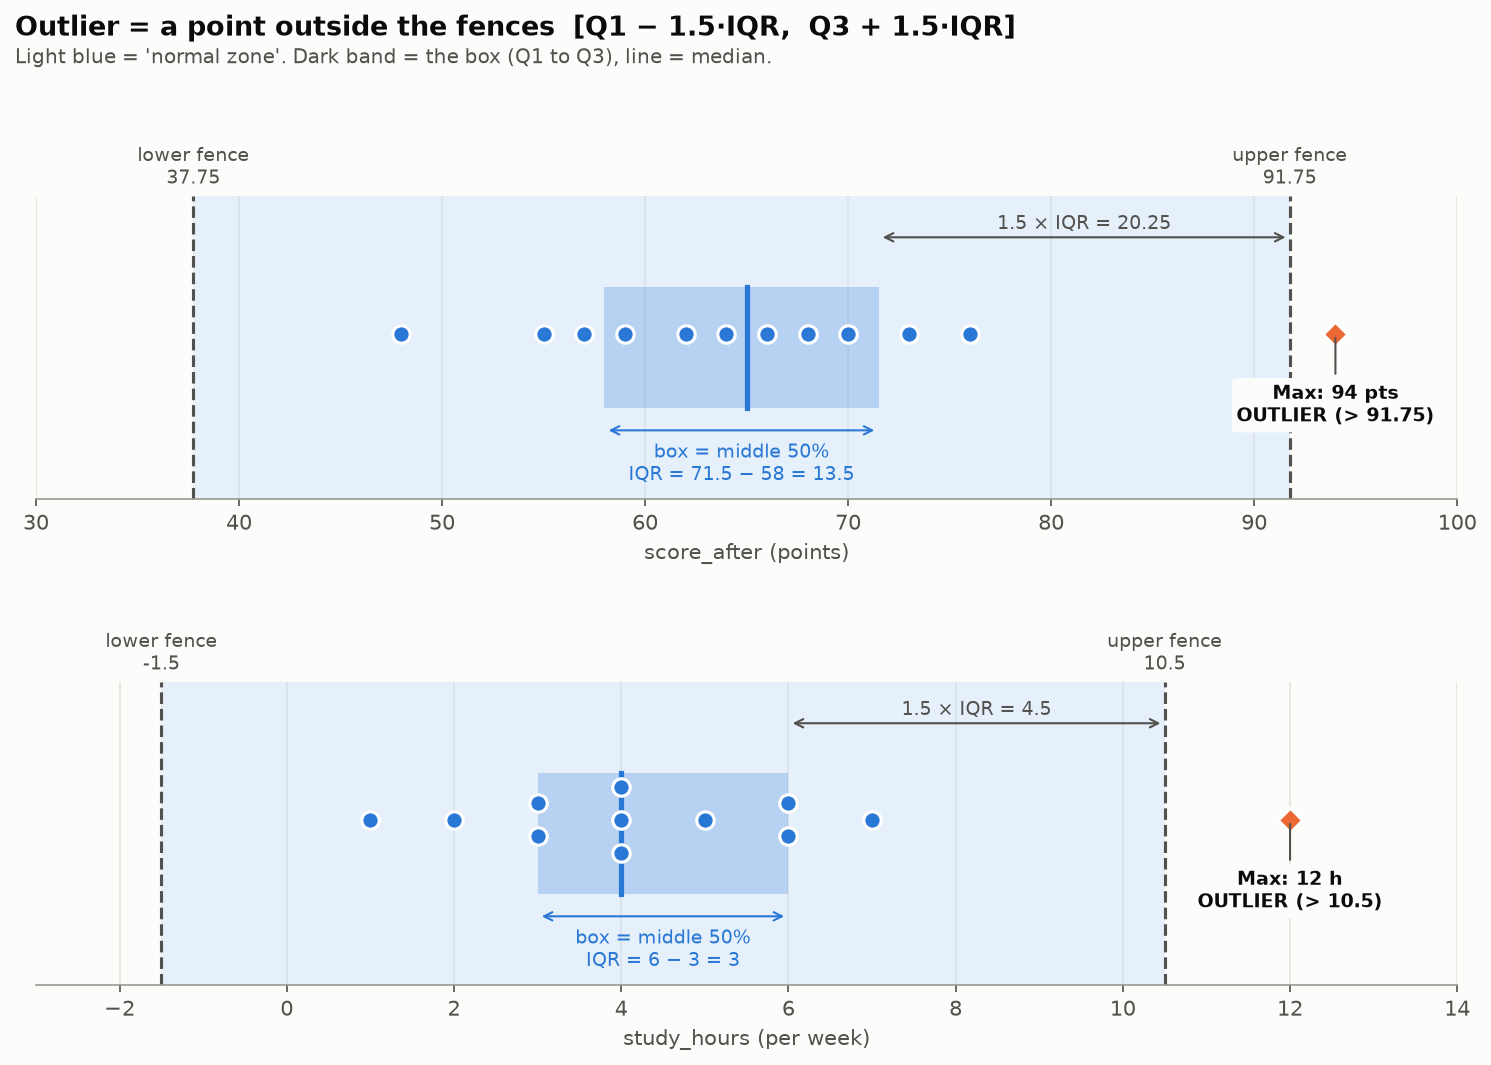 Outlier = a point outside the fences  [Q1 − 1.5·IQR,  Q3 + 1.5·IQR]
Light blue = 'normal zone'. Dark band = the box (Q1 to Q3), line = median.
lower fence
37.75
upper fence
91.75
1.5 × IQR = 20.25
Max: 94 pts
OUTLIER (> 91.75)
box = middle 50%
IQR = 71.5 − 58 = 13.5
30 40 50 60 70 80 90 100
score_after (points)
lower fence
-1.5
upper fence
10.5
1.5 × IQR = 4.5
Max: 12 h
OUTLIER (> 10.5)
box = middle 50%
IQR = 6 − 3 = 3
−2 0 2 4 6 8 10 12 14
study_hours (per week)